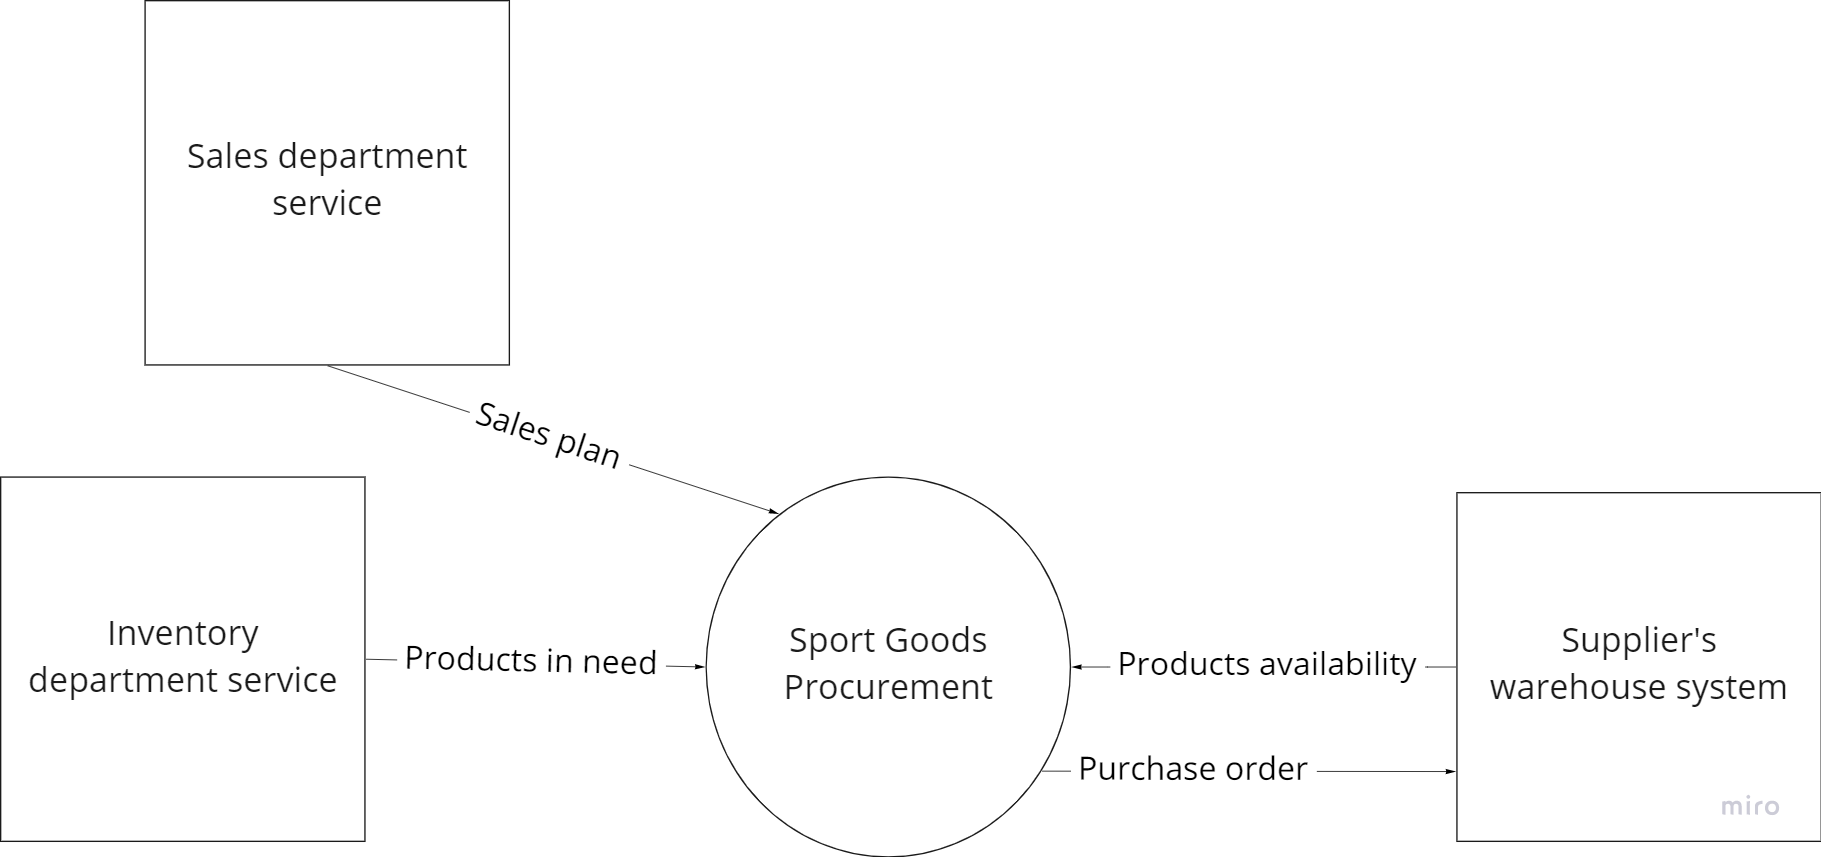 Sales department
service
Sales plan
Inventory
department service
Products in need
Sport Goods
Procurement
Products availability
Purchase order
Supplier's
warehouse system
miro